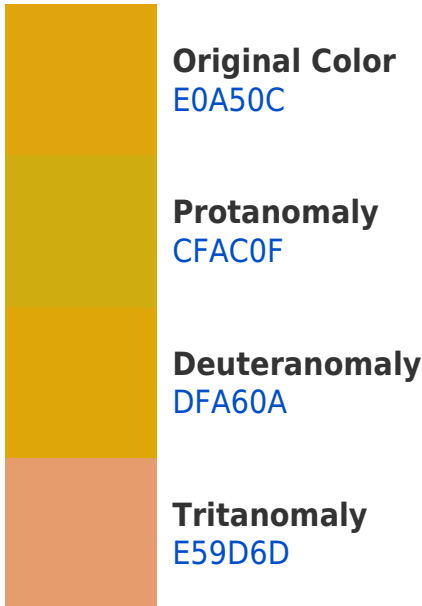 Original Color
E0A50C
Protanomaly
CFAC0F
Deuteranomaly
DFA60A
Tritanomaly
E59D6D